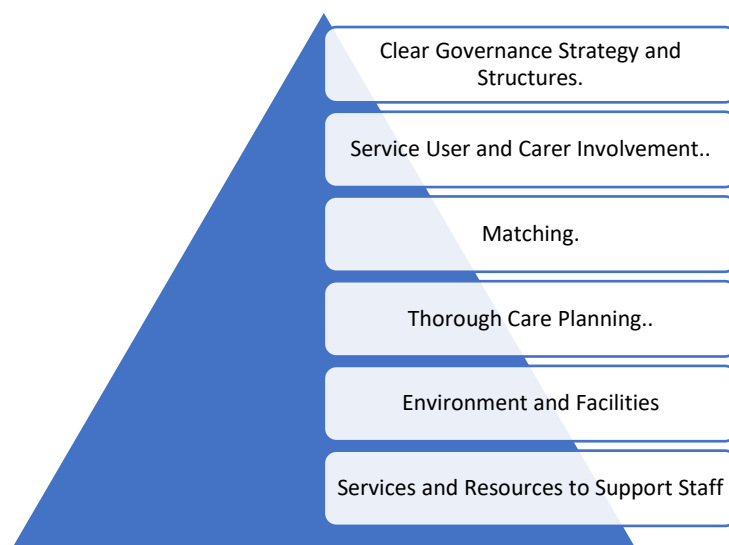 Clear Governance Strategy and
Structures.
Service User and Carer Involvement..
Matching.
Thorough Care Planning..
Environment and Facilities
Services and Resources to Support Staff